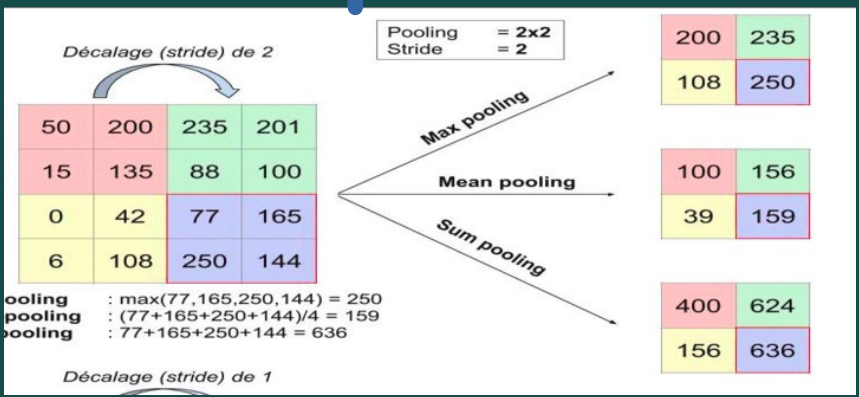 Décalage (stride) de 2
Pooling = 2x2
Stride = 2
50 200 235 201
15 135 88 100
0 42 77 165
6 108 250 144
Max pooling
Mean pooling
Sum pooling
200 235
108 250
100 156
39 159
400 624
156 636
ooling : max(77,165,250,144) = 250
pooling : (77+165+250+144)/4 = 159
pooling : 77+165+250+144 = 636
Décalage (stride) de 1